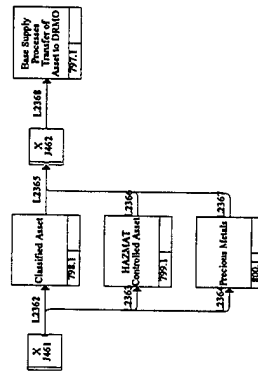 X
J461
L2362
L2363
L2364
Classified Asset
798.1
HAZMAT
Controlled Asset
799.1
Precious Metals
800.1
L2365
L2366
L2367
X
J462
L2368
Base Supply
Processes
Transfer of
Asset to DRMO
797.1